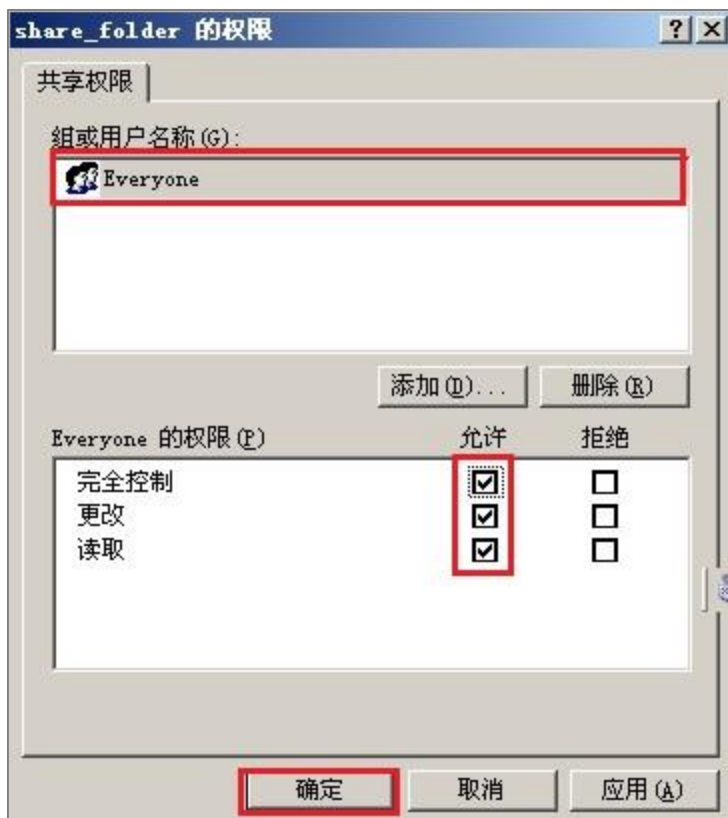 share_folder 的权限
共享权限
组或用户名称(G):
Everyone
添加(D)... 删除(R)
Everyone 的权限(P) 允许 拒绝
完全控制
更改
读取
确定 取消 应用(A)